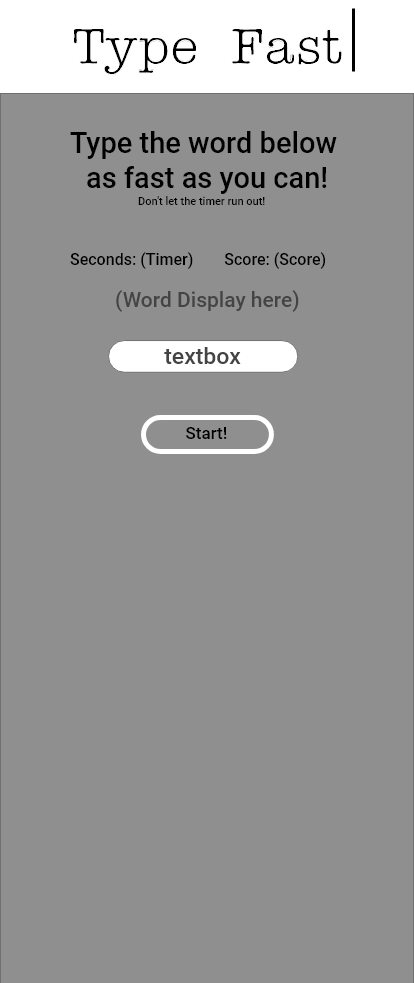 Type Fast
Type the word below
as fast as you can!
Don't let the timer run out!
Seconds: (Timer) Score: (Score)
(Word Display here)
textbox
Start!